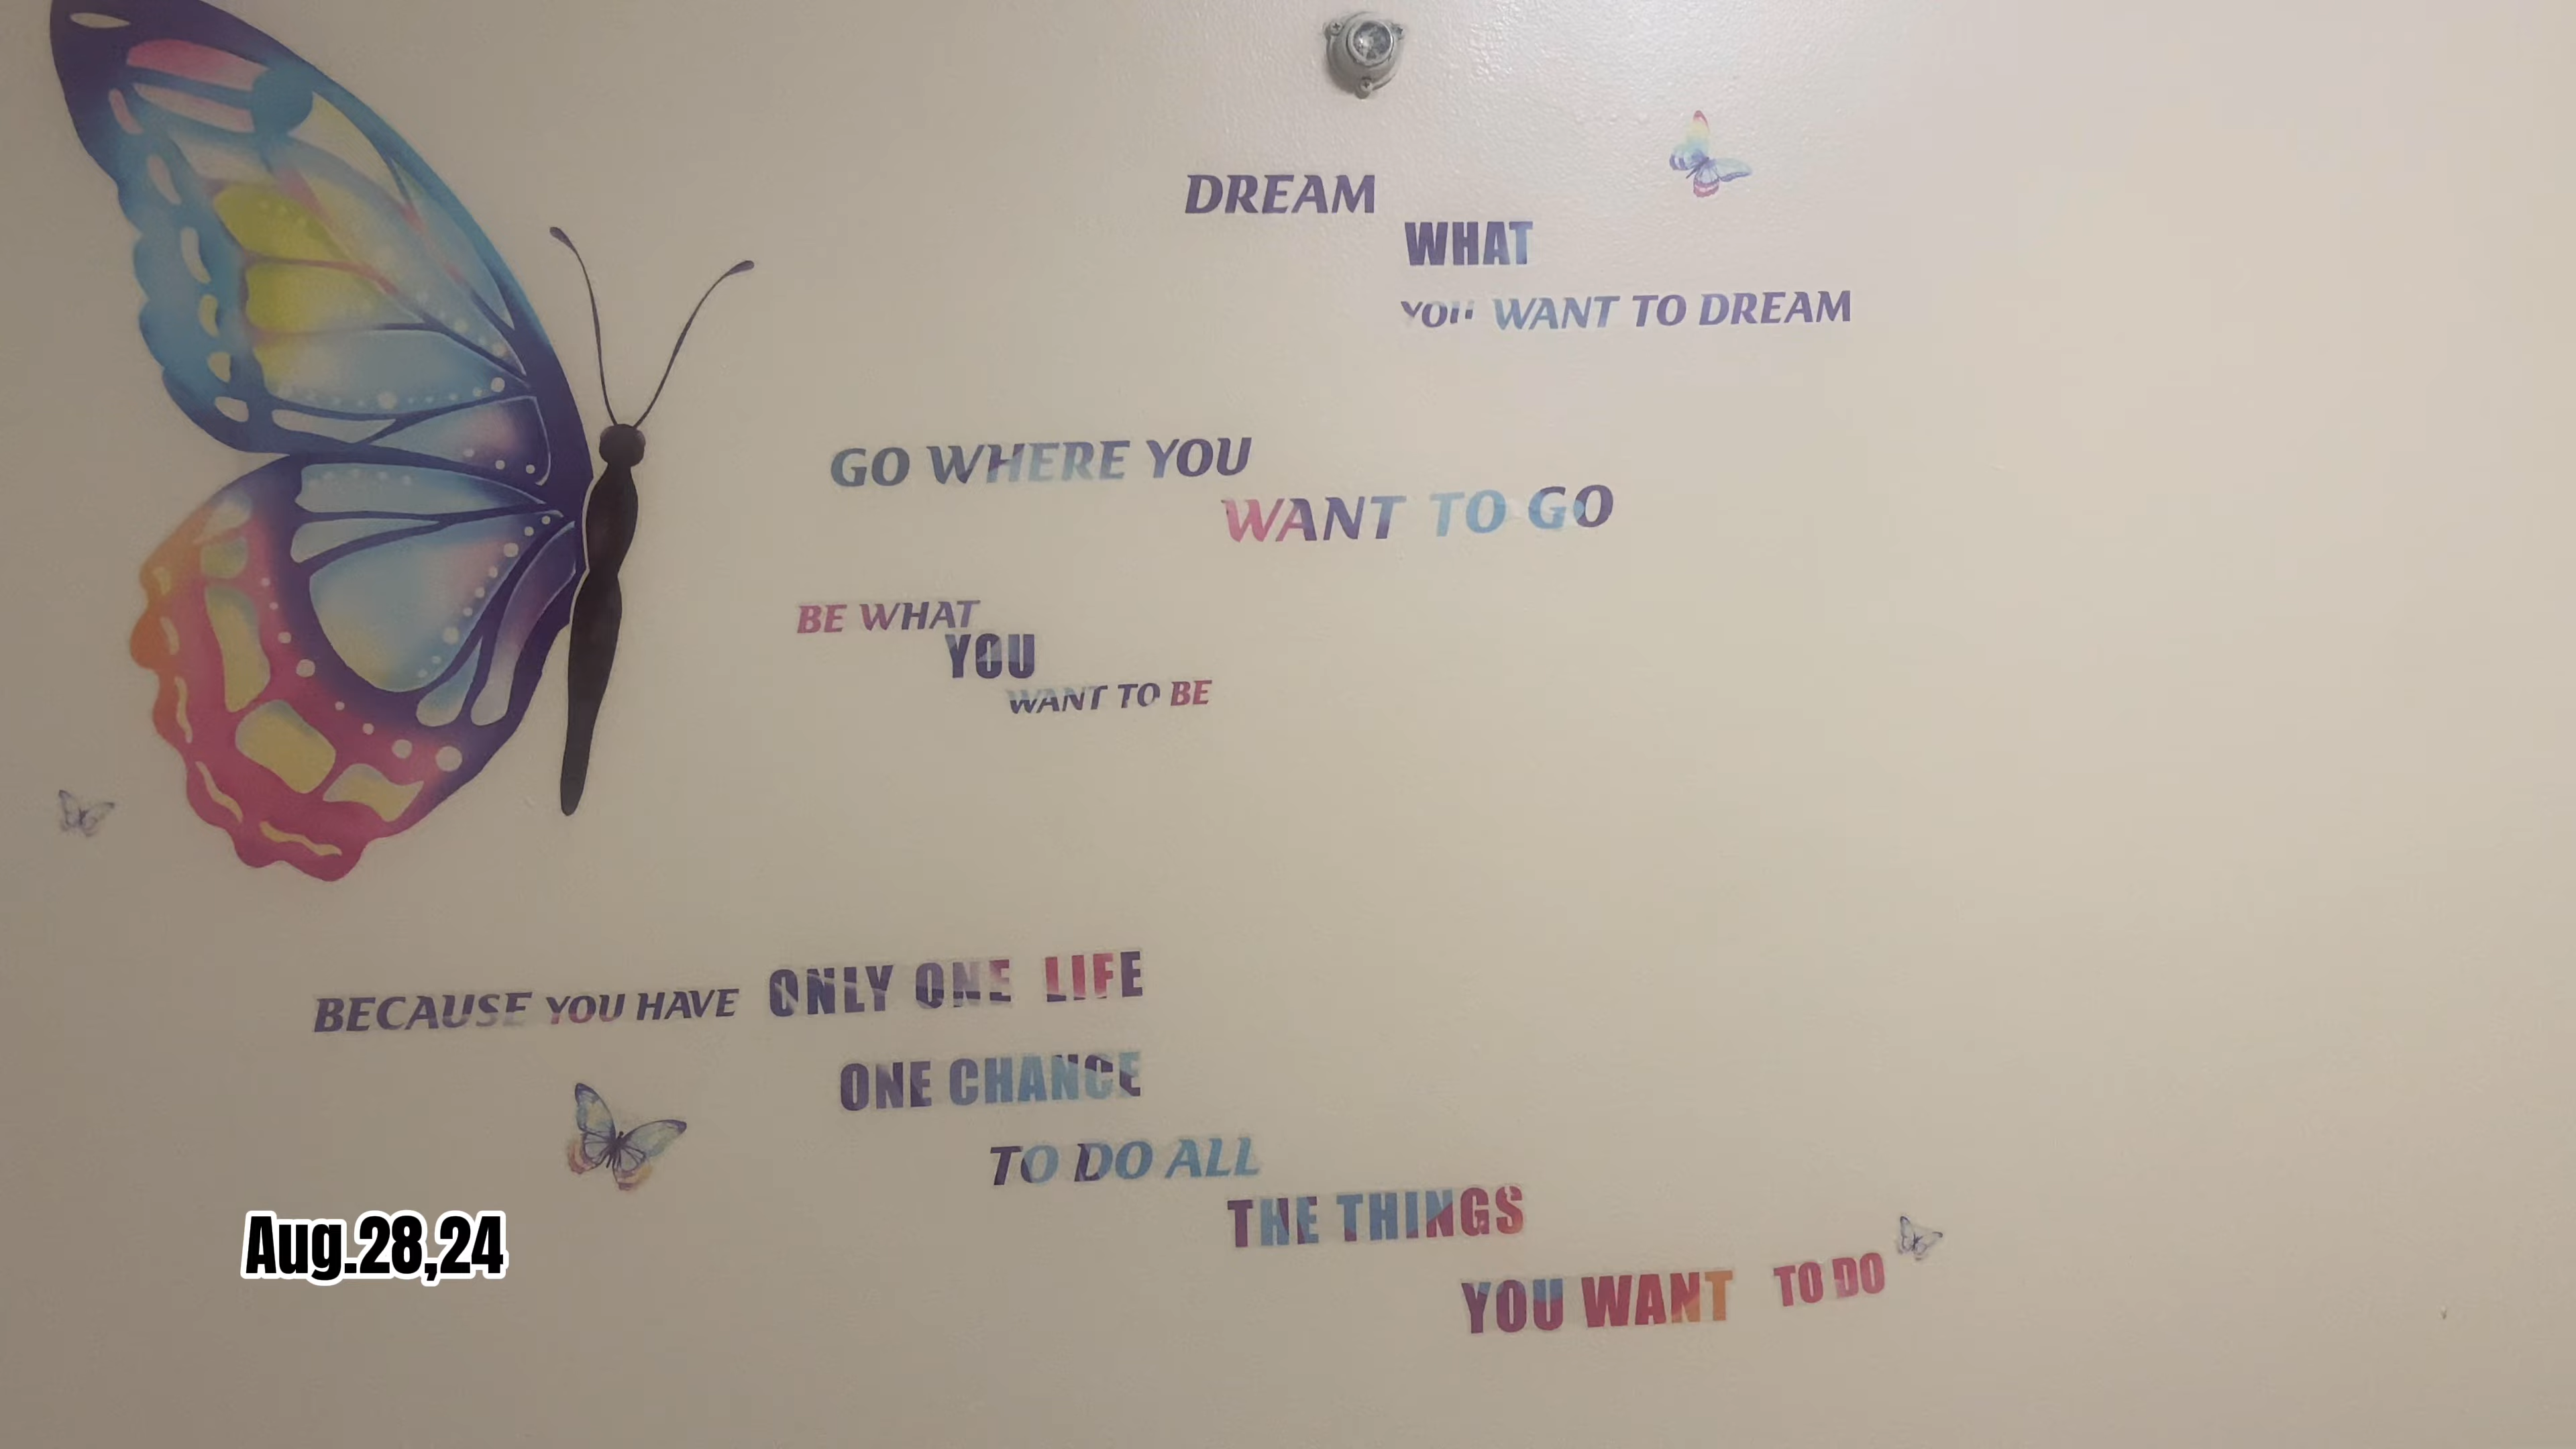 DREAM
WHAT
YOU WANT TO DREAM
GO WHERE YOU
WANT TO GO
BE WHAT
YOU
WANT TO BE
BECAUSE YOU HAVE ONLY ONE LIFE
ONE CHANCE
TO DO ALL
THE THINGS
YOU WANT TO DO
Aug.28,24